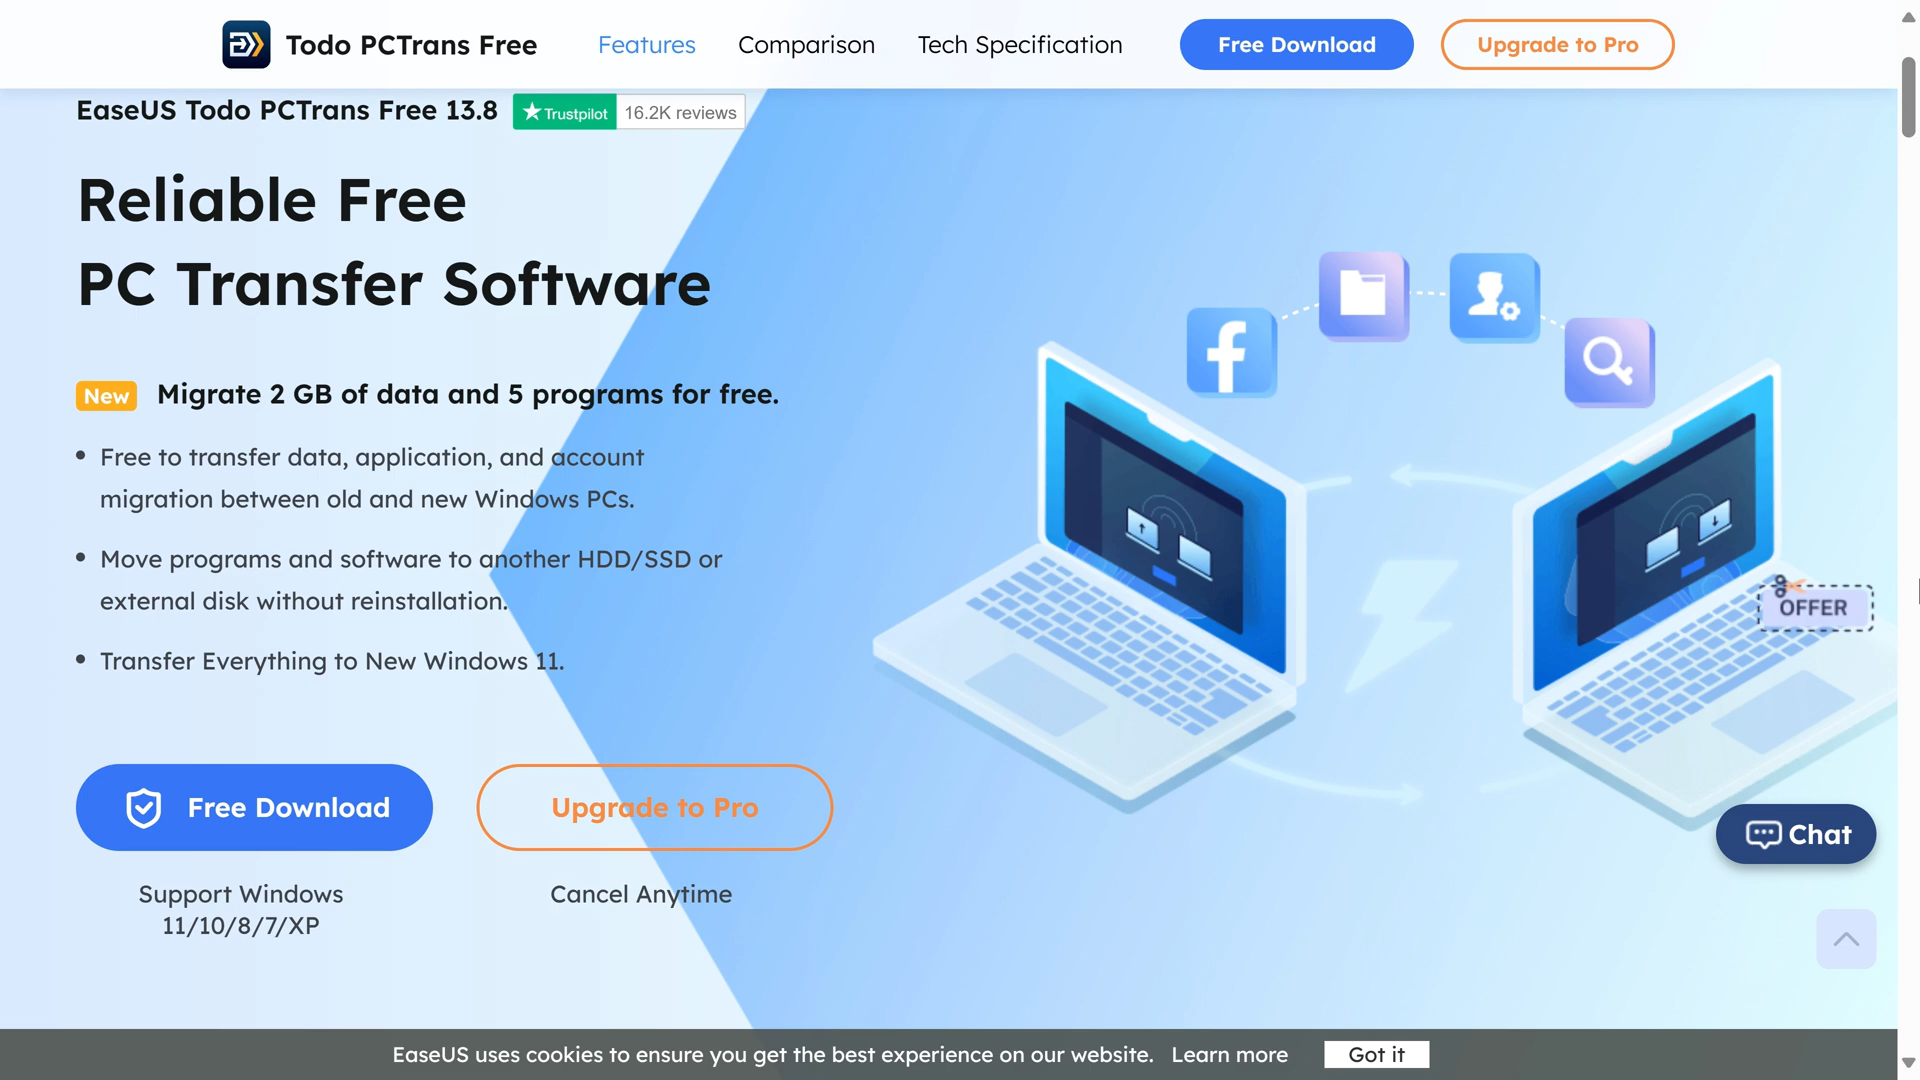 Todo PCTrans Free
Features
Comparison
Tech Specification
Free Download
Upgrade to Pro
EaseUS Todo PCTrans Free 13.8
Trustpilot
16.2K reviews
Reliable Free
PC Transfer Software
New
Migrate 2 GB of data and 5 programs for free.
Free to transfer data, application, and account
migration between old and new Windows PCs.
Move programs and software to another HDD/SSD or
external disk without reinstallation.
Transfer Everything to New Windows 11.
OFFER
Free Download
Upgrade to Pro
Chat
Support Windows
11/10/8/7/XP
Cancel Anytime
EaseUS uses cookies to ensure you get the best experience on our website.
Learn more
Got it